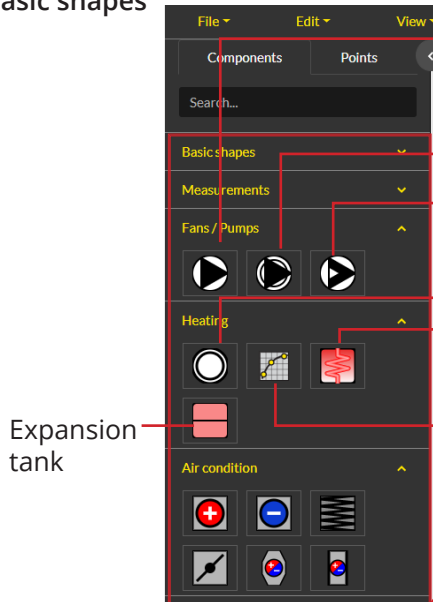 asic shapes
File Edit View
Components Points
Search...
Basic shapes
Measurements
Fans / Pumps
Heating
Expansion
tank
Air condition